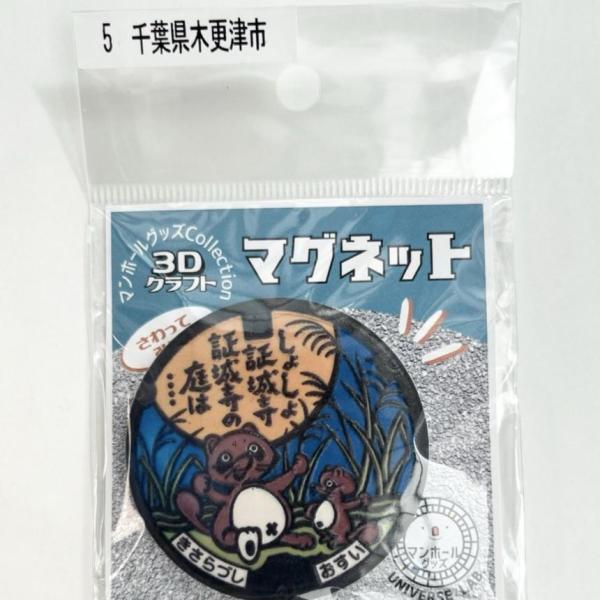 5 千葉県木更津市
マンホールグッズCollection
3D
クラフト
マグネット
さわって
しょしょ
証城寺
証城寺の
庭は
....
きさらづし
おすい
マンホール
グッズ
UNIVERSE LAB.